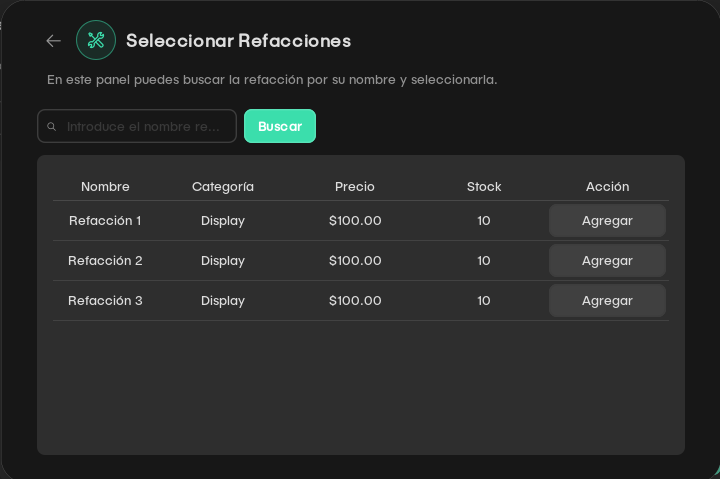 Seleccionar Refacciones
En este panel puedes buscar la refacción por su nombre y seleccionarla.
Introduce el nombre re... Buscar
Nombre Categoría Precio Stock Acción
Refacción 1 Display $100.00 10 Agregar
Refacción 2 Display $100.00 10 Agregar
Refacción 3 Display $100.00 10 Agregar